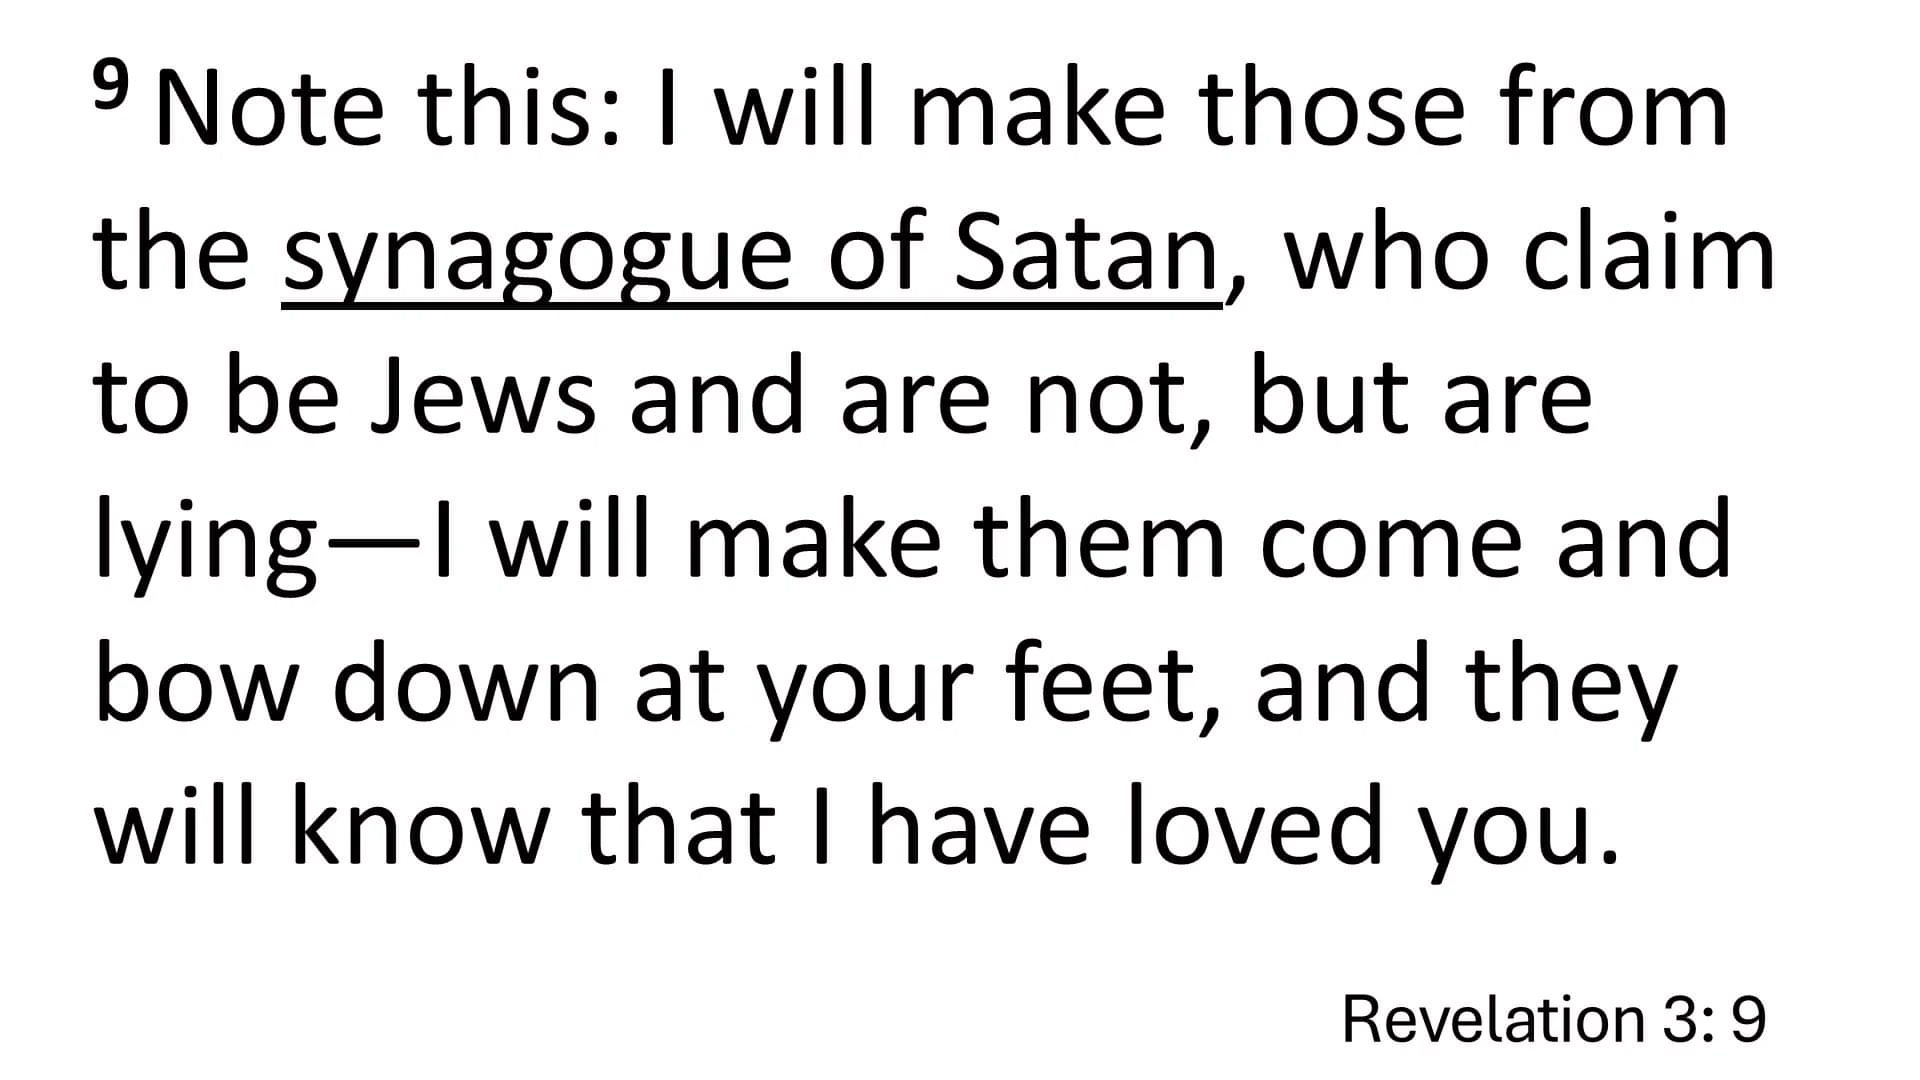 9 Note this: I will make those from
the synagogue of Satan, who claim
to be Jews and are not, but are
lying—I will make them come and
bow down at your feet, and they
will know that I have loved you.
Revelation 3: 9